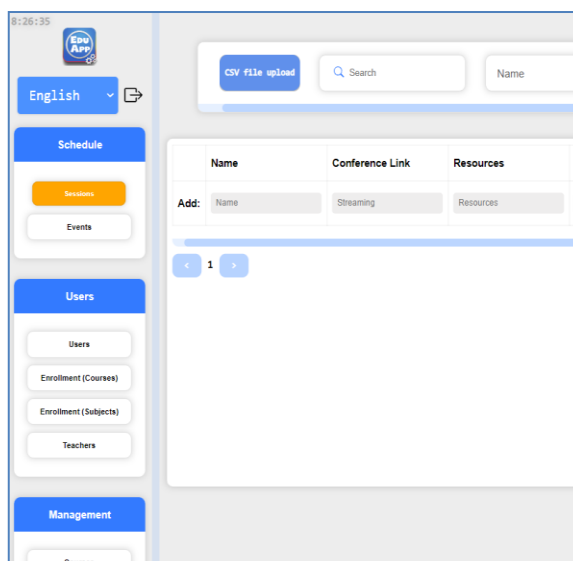 8:26:35
EDU
APP
English
Schedule
Sessions
Events
Users
Users
Enrollment (Courses)
Enrollment (Subjects)
Teachers
Management
CSV file upload
Search
Name
Name Conference Link Resources
Add: Name Streaming Resources
< 1 >